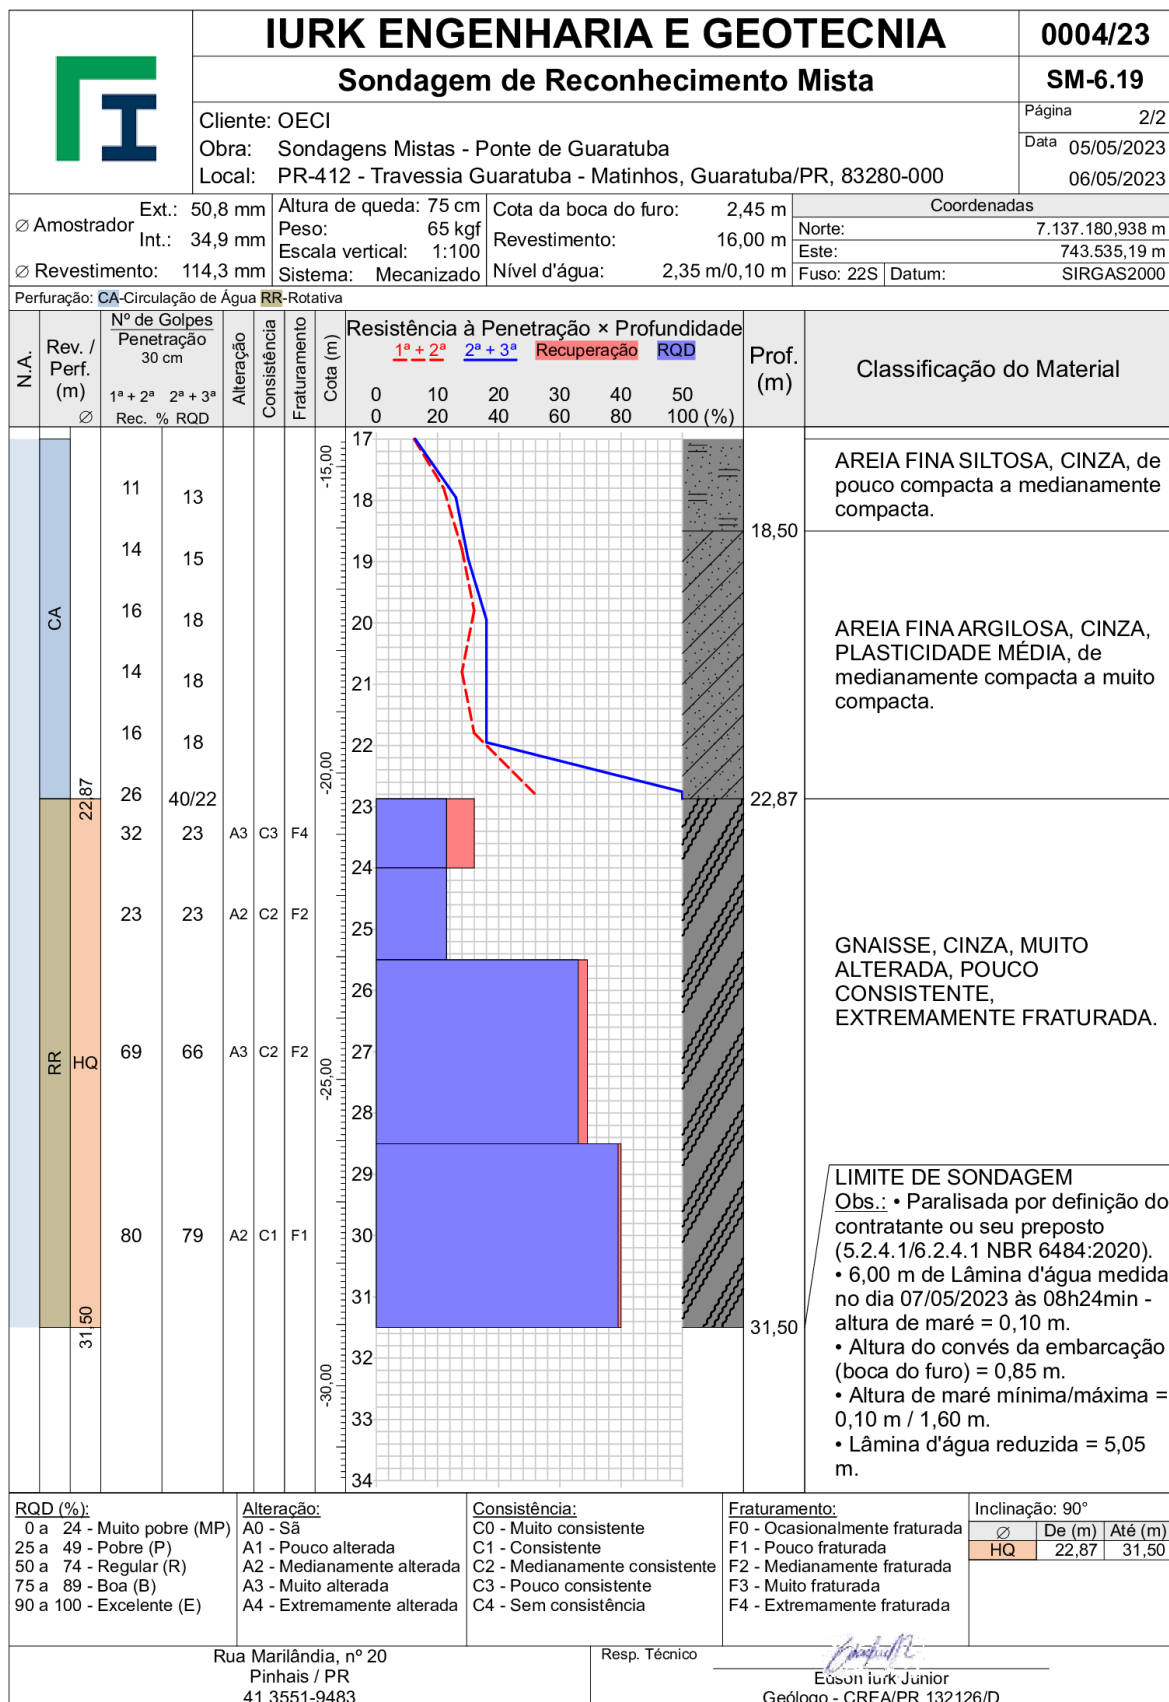 IURK ENGENHARIA E GEOTECNIA
0004/23
Sondagem de Reconhecimento Mista
SM-6.19
Cliente: OECI
Página 2/2
Obra: Sondagens Mistas - Ponte de Guaratuba
Data 05/05/2023
Local: PR-412 - Travessia Guaratuba - Matinhos, Guaratuba/PR, 83280-000
06/05/2023
∅ Amostrador Ext.: 50,8 mm
Int.: 34,9 mm
∅ Revestimento: 114,3 mm
Altura de queda: 75 cm
Peso: 65 kgf
Escala vertical: 1:100
Sistema: Mecanizado
Cota da boca do furo: 2,45 m
Revestimento: 16,00 m
Nível d'água: 2,35 m/0,10 m
Coordenadas
Norte: 7.137.180,938 m
Este: 743.535,19 m
Fuso: 22S Datum: SIRGAS2000
Perfuração: CA-Circulação de Água RR-Rotativa
N.A.
Rev. /
Perf.
(m)
∅
Nº de Golpes
Penetração
30 cm
1ª + 2ª 2ª + 3ª
Rec. % RQD
Alteração
Consistência
Fraturamento
Cota (m)
Resistência à Penetração × Profundidade
1ª + 2ª 2ª + 3ª Recuperação RQD
0 10 20 30 40 50
0 20 40 60 80 100 (%)
Prof.
(m)
Classificação do Material
CA
22,87
RR
HQ
31,50
11 13
14 15
16 18
14 18
16 18
26 40/22
32 23 A3 C3 F4
23 23 A2 C2 F2
69 66 A3 C2 F2
80 79 A2 C1 F1
-15,00
-20,00
-25,00
-30,00
17
18
19
20
21
22
23
24
25
26
27
28
29
30
31
32
33
34
18,50
22,87
31,50
AREIA FINA SILTOSA, CINZA, de
pouco compacta a medianamente
compacta.
AREIA FINA ARGILOSA, CINZA,
PLASTICIDADE MÉDIA, de
medianamente compacta a muito
compacta.
GNAISSE, CINZA, MUITO
ALTERADA, POUCO
CONSISTENTE,
EXTREMAMENTE FRATURADA.
LIMITE DE SONDAGEM
Obs.: • Paralisada por definição do
contratante ou seu preposto
(5.2.4.1/6.2.4.1 NBR 6484:2020).
• 6,00 m de Lâmina d'água medida
no dia 07/05/2023 às 08h24min -
altura de maré = 0,10 m.
• Altura do convés da embarcação
(boca do furo) = 0,85 m.
• Altura de maré mínima/máxima =
0,10 m / 1,60 m.
• Lâmina d'água reduzida = 5,05
m.
RQD (%):
0 a 24 - Muito pobre (MP)
25 a 49 - Pobre (P)
50 a 74 - Regular (R)
75 a 89 - Boa (B)
90 a 100 - Excelente (E)
Alteração:
A0 - Sã
A1 - Pouco alterada
A2 - Medianamente alterada
A3 - Muito alterada
A4 - Extremamente alterada
Consistência:
C0 - Muito consistente
C1 - Consistente
C2 - Medianamente consistente
C3 - Pouco consistente
C4 - Sem consistência
Fraturamento:
F0 - Ocasionalmente fraturada
F1 - Pouco fraturada
F2 - Medianamente fraturada
F3 - Muito fraturada
F4 - Extremamente fraturada
Inclinação: 90°
∅ De (m) Até (m)
HQ 22,87 31,50
Rua Marilândia, nº 20
Pinhais / PR
41 3551-9483
Resp. Técnico
Edson Iurk Júnior
Geólogo - CREA/PR 132126/D